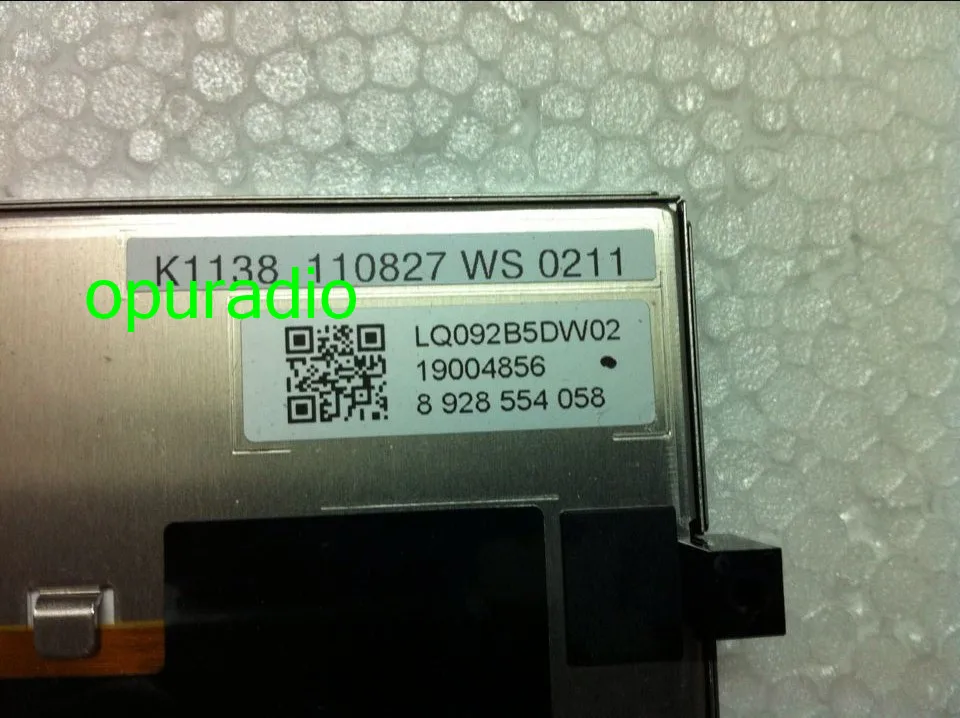 K1138 110827 WS 0211
opuradio
LQ092B5DW02
19004856
8 928 554 058